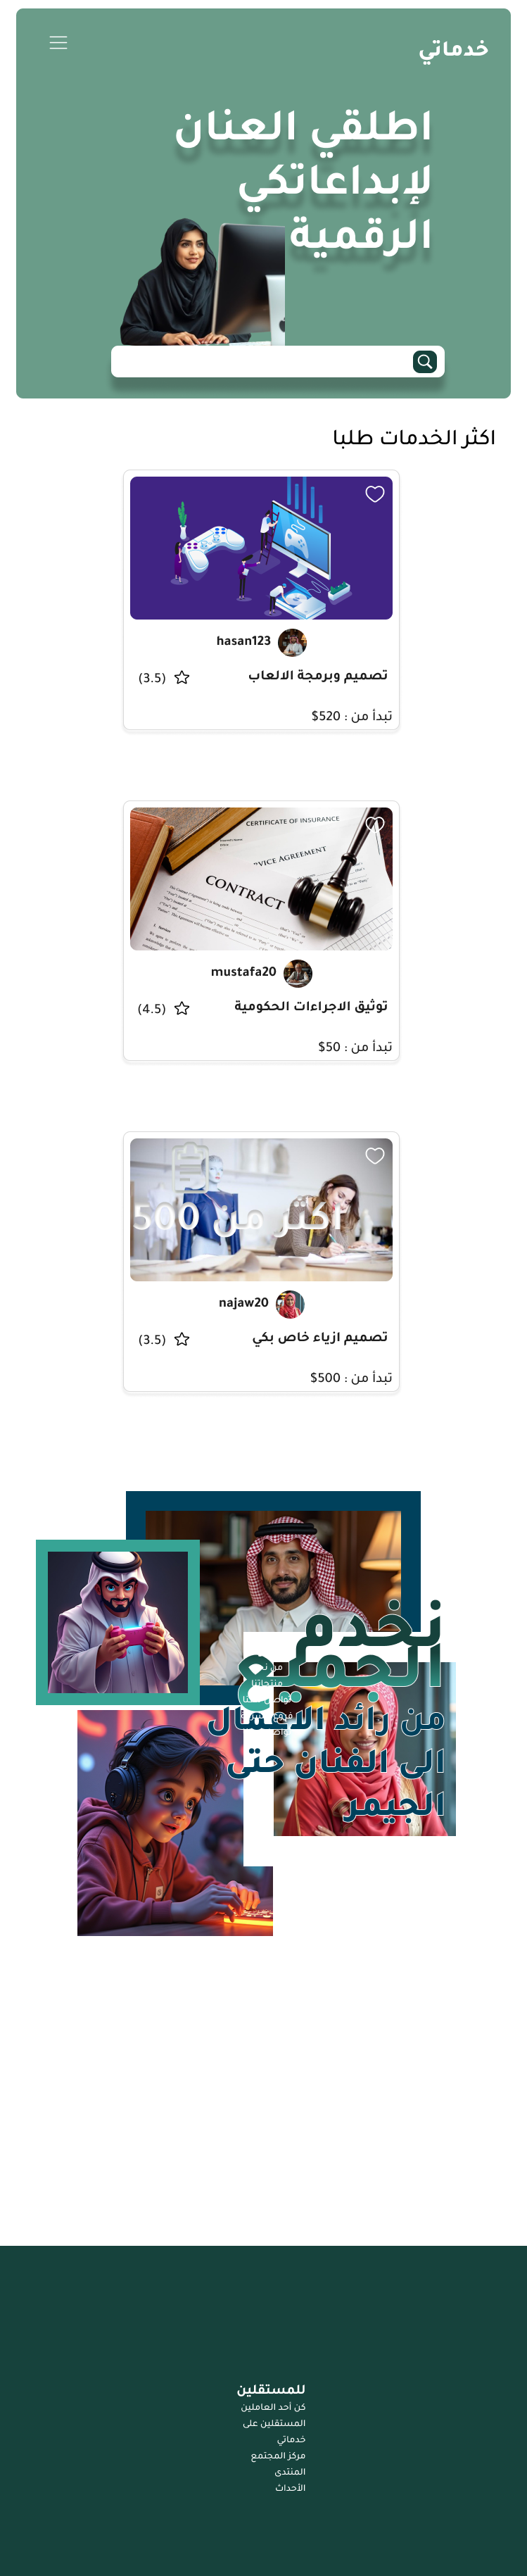 خدماتي
اطلقي العنان
لإبداعاتكي
الرقمية
اكثر الخدمات طلبا
hasan123
تصميم وبرمجة الالعاب
(3.5)
تبدأ من : 520$
CERTIFICATE OF INSURANCE
VICE AGREEMENT
CONTRACT
mustafa20
توثيق الاجراءات الحكومية
(4.5)
تبدأ من : 50$
اكثر من 500
najaw20
تصميم ازياء خاص بكي
(3.5)
تبدأ من : 500$
نخدم
الجميع
من رائد الاعمال
الى الفنان حتى
الجيمر
للمستقلين
كن أحد العاملين
المستقلين على
خدماتي
مركز المجتمع
المنتدى
الأحداث